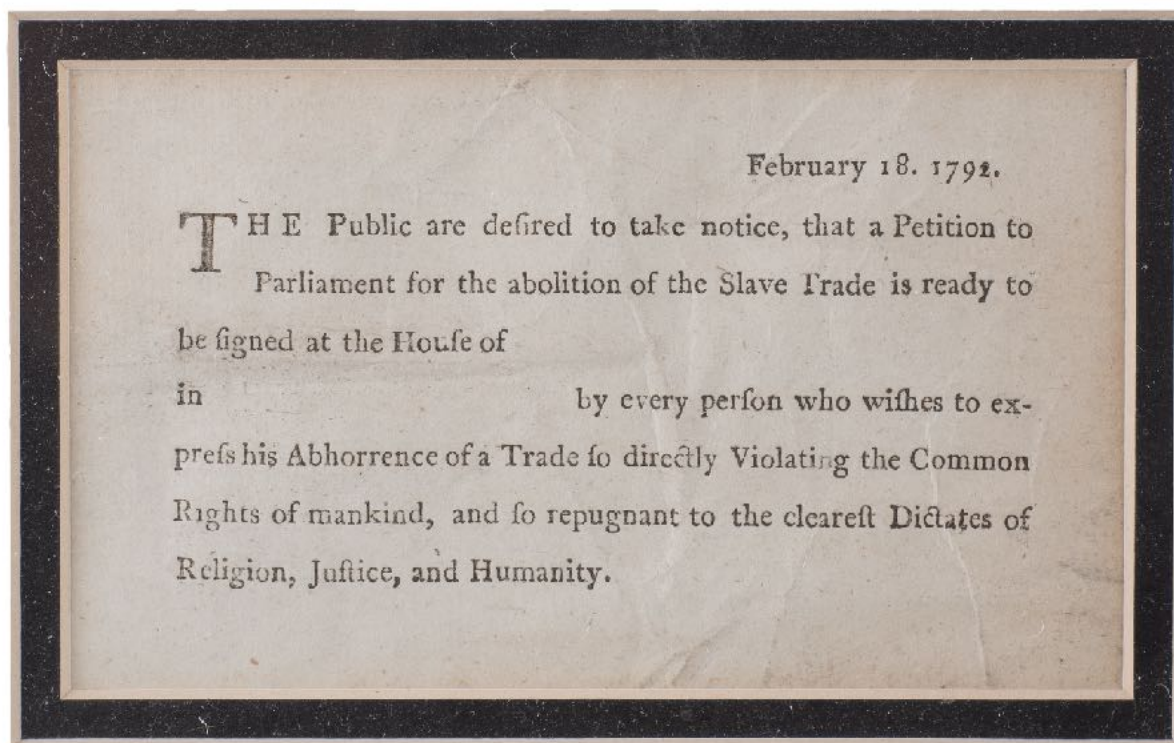 February 18. 1792.
THE Public are deſired to take notice, that a Petition to
Parliament for the abolition of the Slave Trade is ready to
be ſigned at the Houſe of
in by every perſon who wiſhes to ex-
preſs his Abhorrence of a Trade ſo directly Violating the Common
Rights of mankind, and ſo repugnant to the cleareſt Dictates of
Religion, Juſtice, and Humanity.